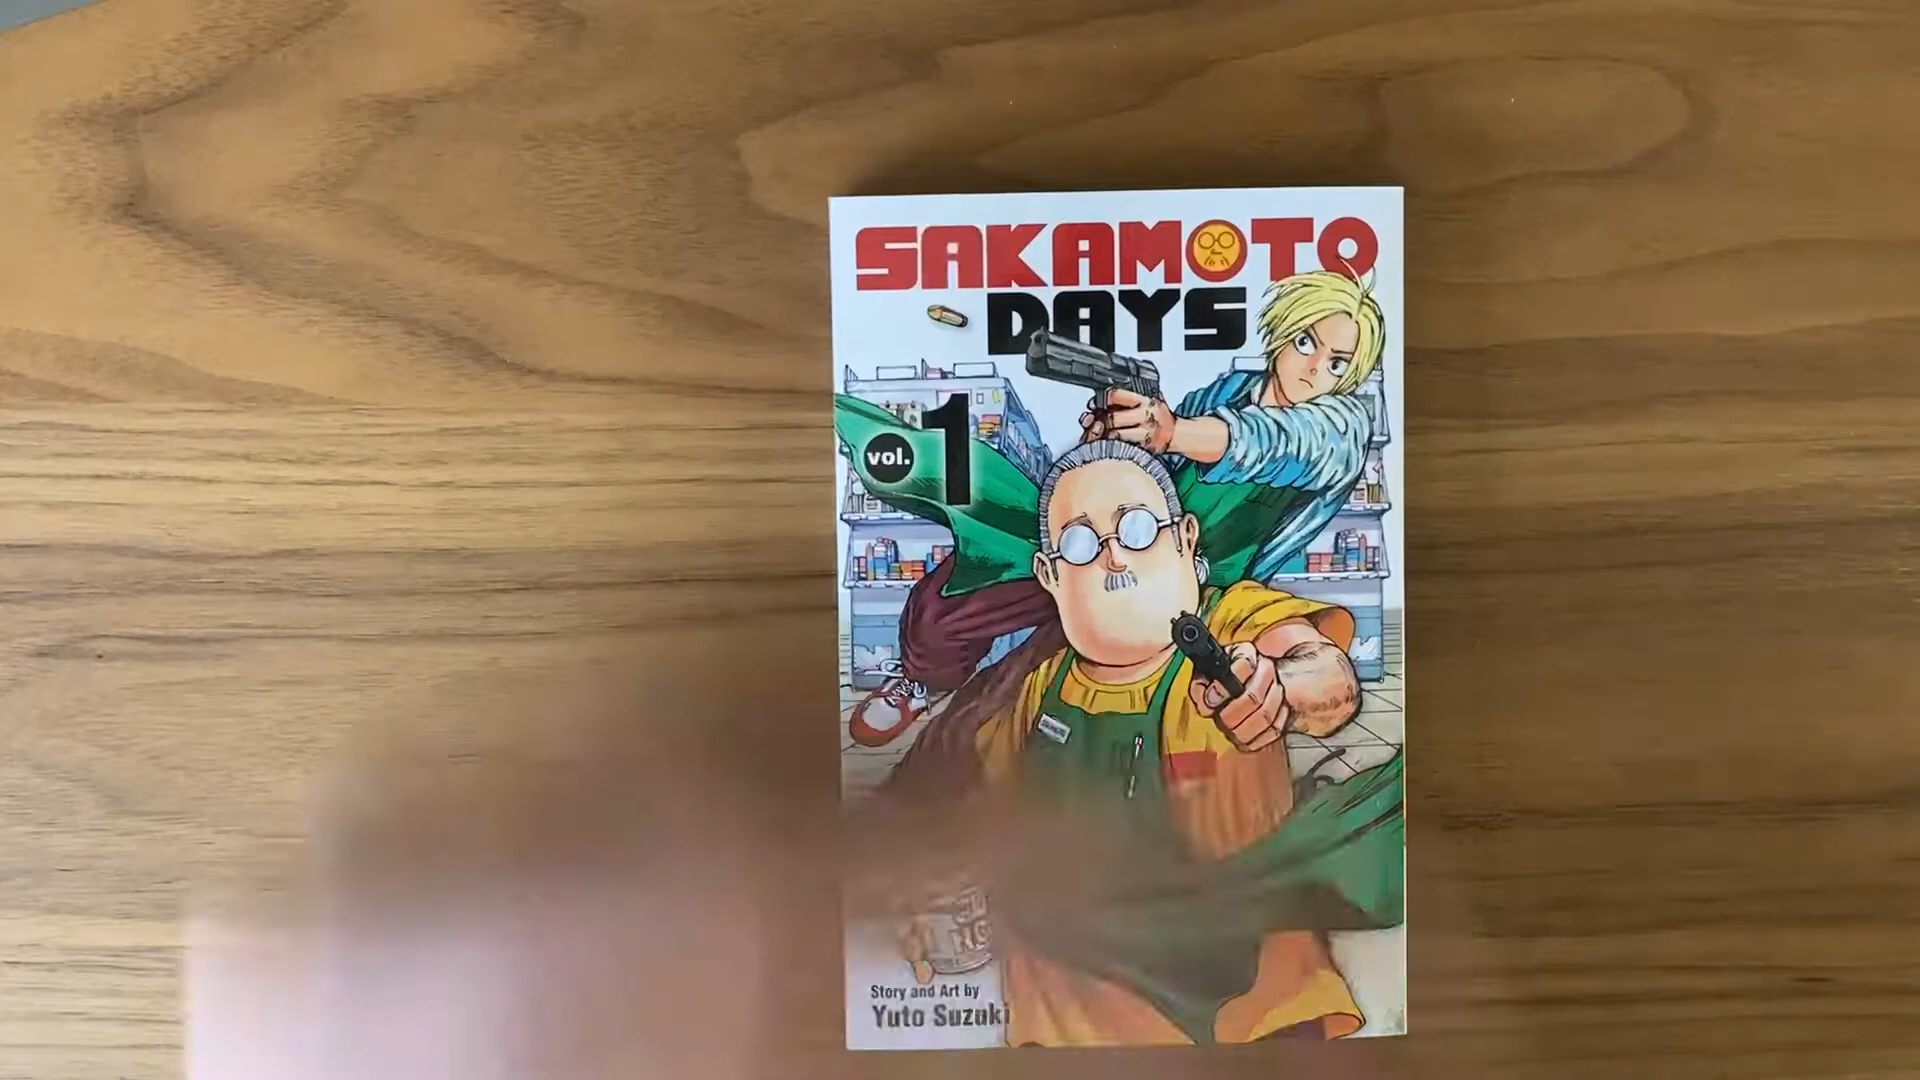 SAKAMOTO
DAYS
vol. 1
Story and Art by
Yuto Suzuki